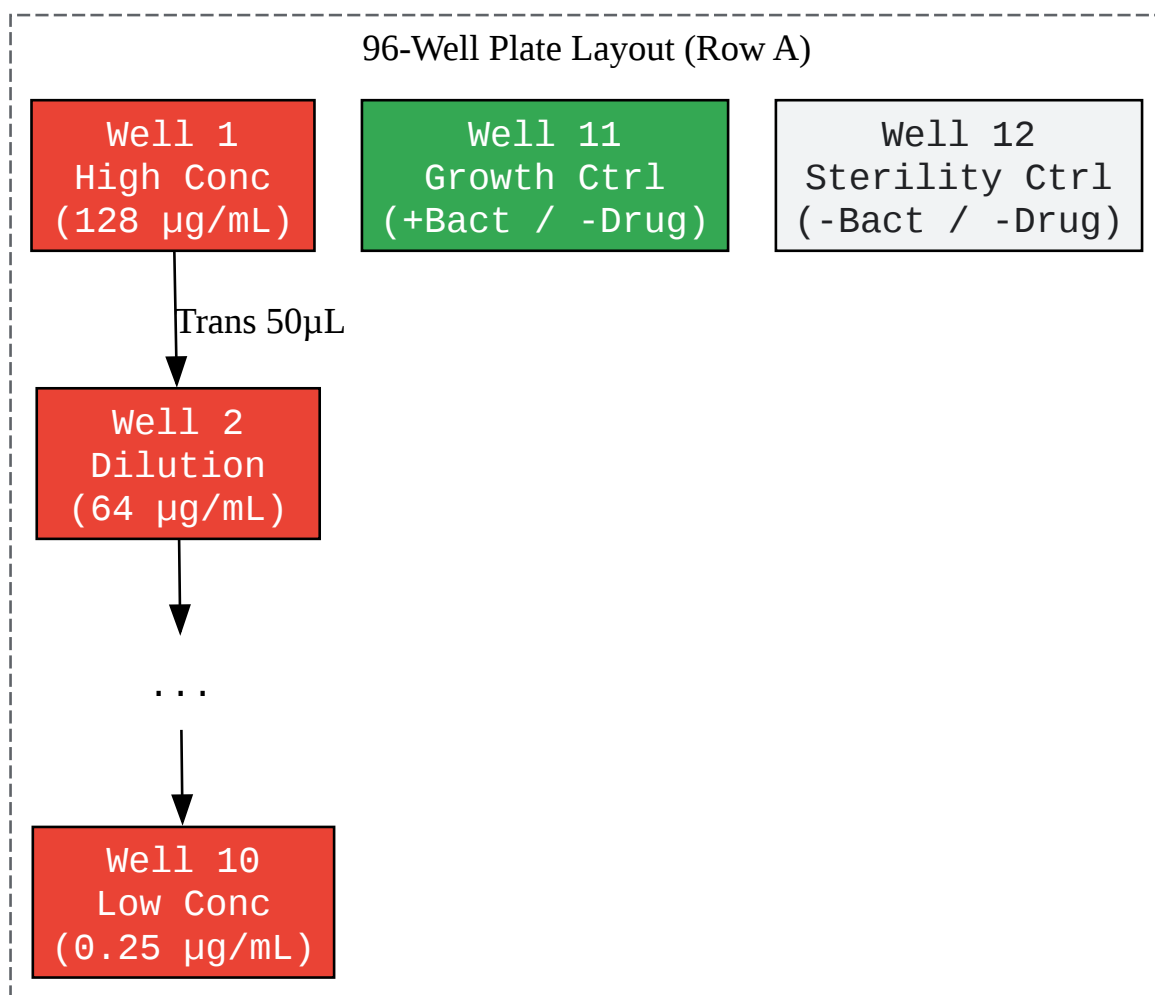 96-Well Plate Layout (Row A)
Well 1
High Conc
(128 µg/mL)
Well 11
Growth Ctrl
(+Bact / -Drug)
Well 12
Sterility Ctrl
(-Bact / -Drug)
Trans 50µL
Well 2
Dilution
(64 µg/mL)
...
Well 10
Low Conc
(0.25 µg/mL)